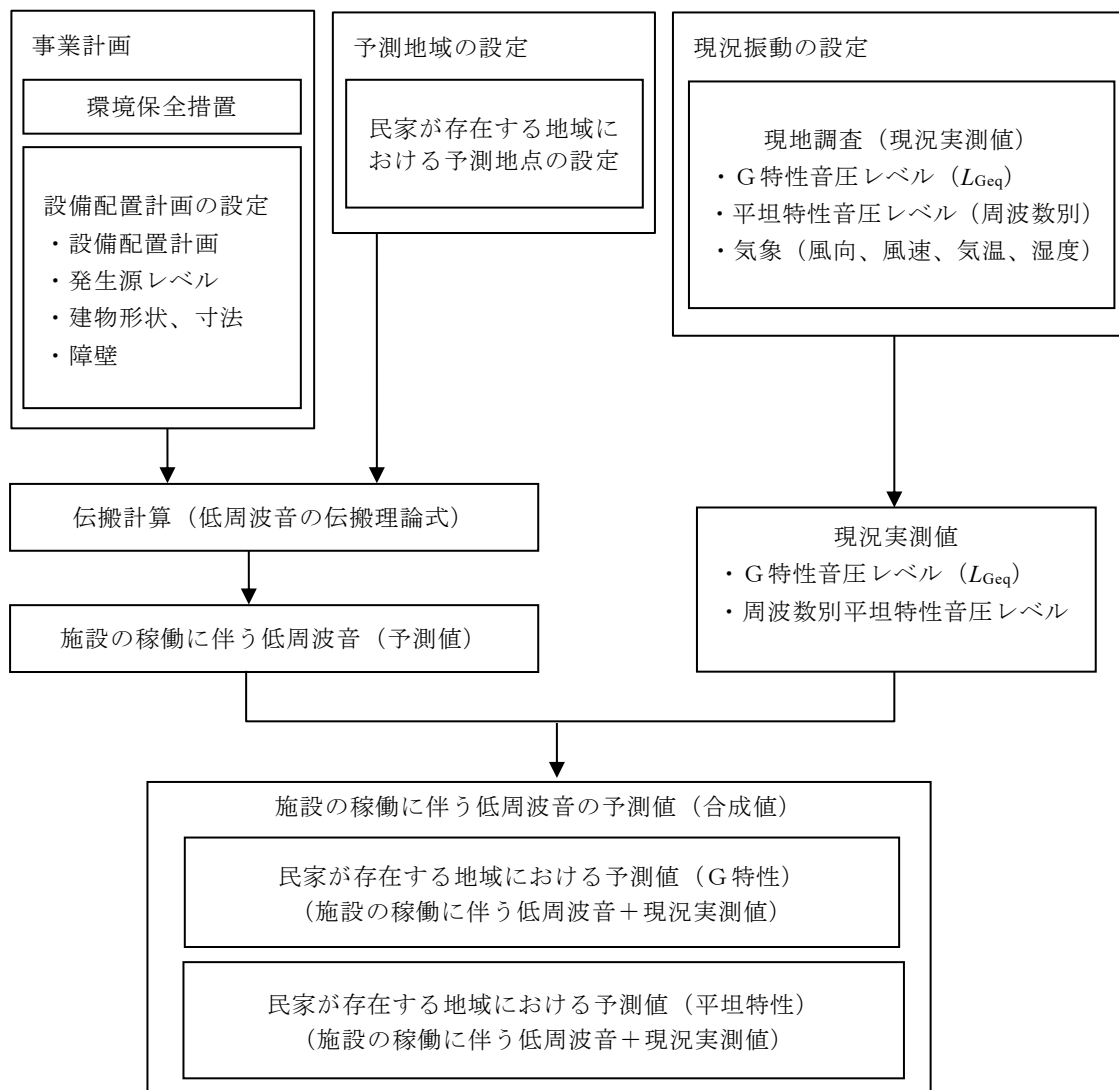 事業計画
環境保全措置
設備配置計画の設定
・設備配置計画
・発生源レベル
・建物形状、寸法
・障壁
予測地域の設定
民家が存在する地域に
おける予測地点の設定
現況振動の設定
現地調査（現況実測値）
・Ｇ特性音圧レベル（LGeq）
・平坦特性音圧レベル（周波数別）
・気象（風向、風速、気温、湿度）
伝搬計算（低周波音の伝搬理論式）
施設の稼働に伴う低周波音（予測値）
現況実測値
・Ｇ特性音圧レベル（LGeq）
・周波数別平坦特性音圧レベル
施設の稼働に伴う低周波音の予測値（合成値）
民家が存在する地域における予測値（Ｇ特性）
（施設の稼働に伴う低周波音＋現況実測値）
民家が存在する地域における予測値（平坦特性）
（施設の稼働に伴う低周波音＋現況実測値）